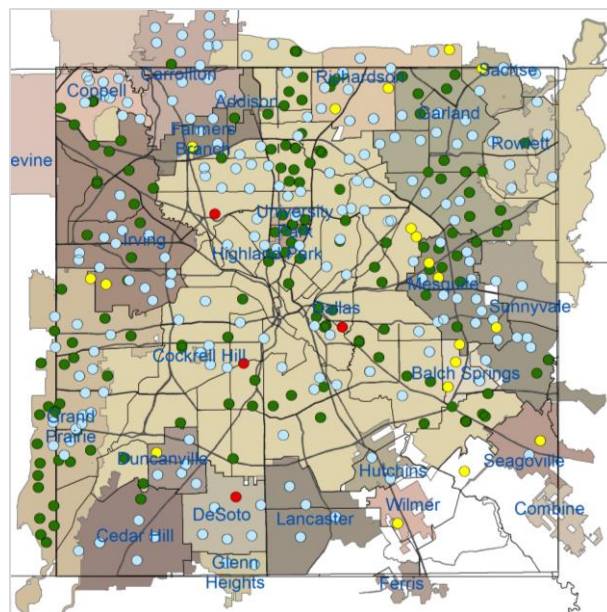 Carrollton
Sachse
Richardson
Coppell
Addison
Garland
Farmers
Branch
Rowlett
evine
University
Park
Irving
Highland Park
Mesquite
Sunnyvale
Dallas
Cockrell Hill
Balch Springs
Grand
Prairie
Duncanville
Seagoville
Hutchins
DeSoto
Lancaster
Wilmer
Combine
Cedar Hill
Glenn
Heights
Ferris